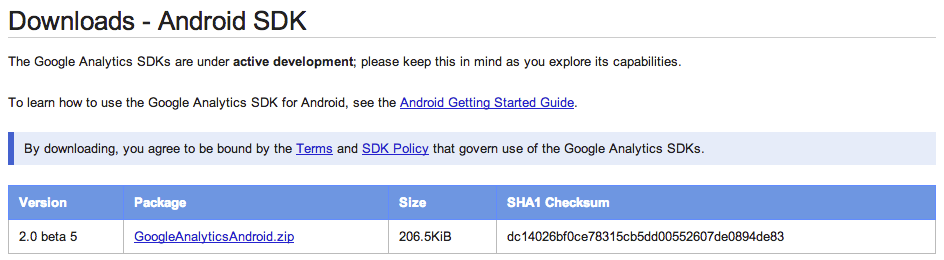 Downloads - Android SDK
The Google Analytics SDKs are under active development; please keep this in mind as you explore its capabilities.
To learn how to use the Google Analytics SDK for Android, see the Android Getting Started Guide.
By downloading, you agree to be bound by the Terms and SDK Policy that govern use of the Google Analytics SDKs.
Version Package Size SHA1 Checksum
2.0 beta 5 GoogleAnalyticsAndroid.zip 206.5KiB dc14026bf0ce78315cb5dd00552607de0894de83